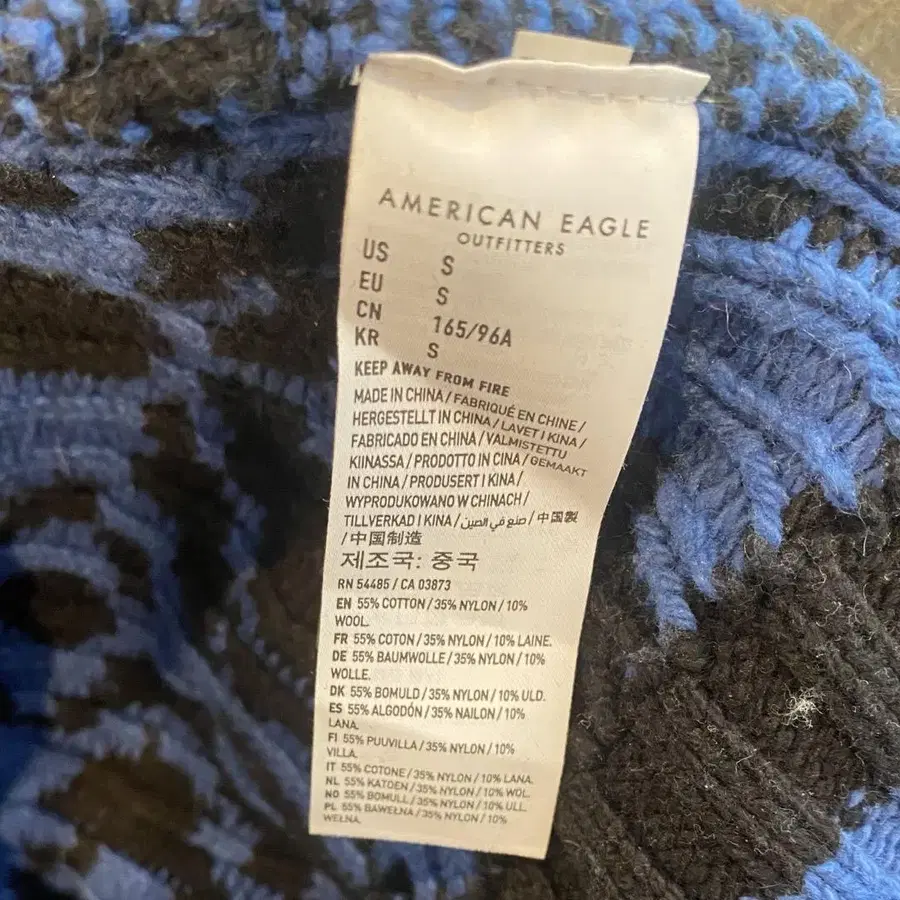 AMERICAN EAGLE
OUTFITTERS
US S
EU S
CN 165/96A
KR S
KEEP AWAY FROM FIRE
MADE IN CHINA / FABRIQUÉ EN CHINE /
HERGESTELLT IN CHINA / LAVET I KINA /
FABRICADO EN CHINA / VALMISTETTU
KIINASSA / PRODOTTO IN CINA / GEMAAKT
IN CHINA / PRODUSERT I KINA /
WYPRODUKOWANO W CHINACH /
TILLVERKAD I KINA / صنع في الصين / 中国製
/ 中国制造
제조국: 중국
RN 54485 / CA 03873
EN 55% COTTON / 35% NYLON / 10%
WOOL.
FR 55% COTON / 35% NYLON / 10% LAINE.
DE 55% BAUMWOLLE / 35% NYLON / 10%
WOLLE.
DK 55% BOMULD / 35% NYLON / 10% ULD.
ES 55% ALGODÓN / 35% NAILON / 10%
LANA.
FI 55% PUUVILLA / 35% NYLON / 10%
VILLA.
IT 55% COTONE / 35% NYLON / 10% LANA.
NL 55% KATOEN / 35% NYLON / 10% WOL.
NO 55% BOMULL / 35% NYLON / 10% ULL.
PL 55% BAWEŁNA / 35% NYLON / 10%
WEŁNA.